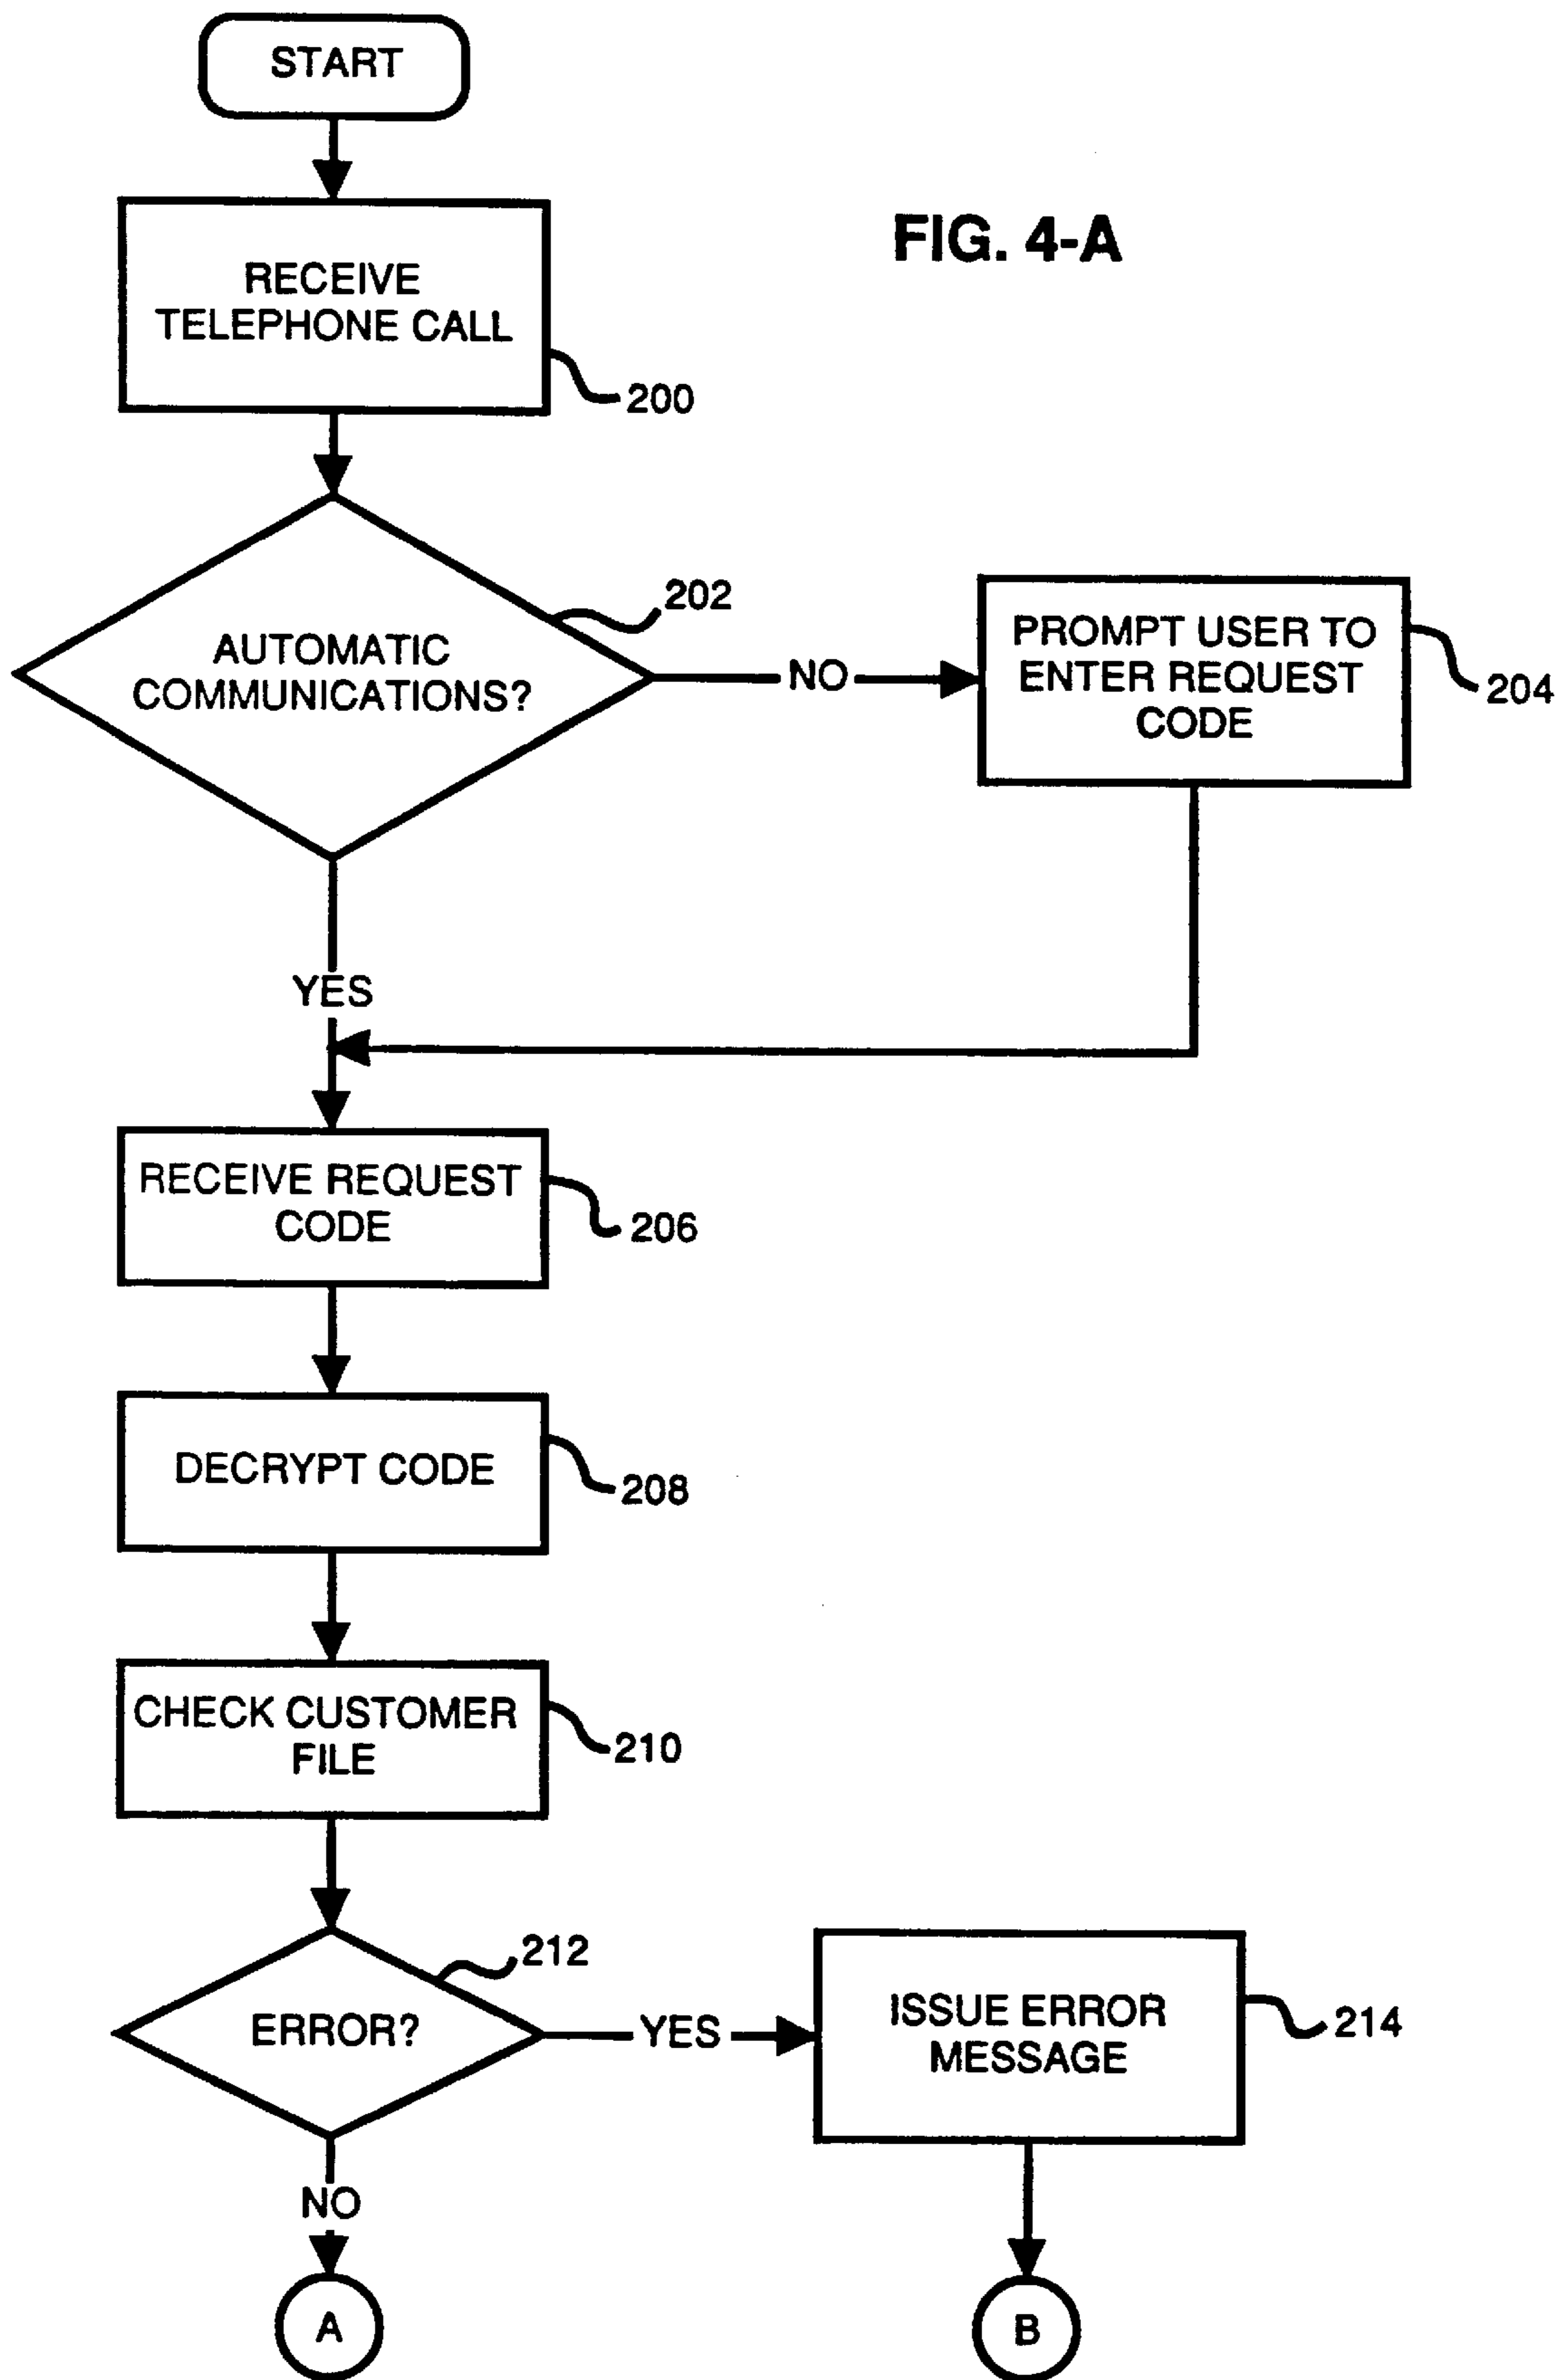 START
FIG. 4-A
RECEIVE
TELEPHONE CALL
200
202
AUTOMATIC
COMMUNICATIONS?
NO
PROMPT USER TO
ENTER REQUEST
CODE
204
YES
RECEIVE REQUEST
CODE
206
DECRYPT CODE
208
CHECK CUSTOMER
FILE
210
212
ERROR?
YES
ISSUE ERROR
MESSAGE
214
NO
A
B